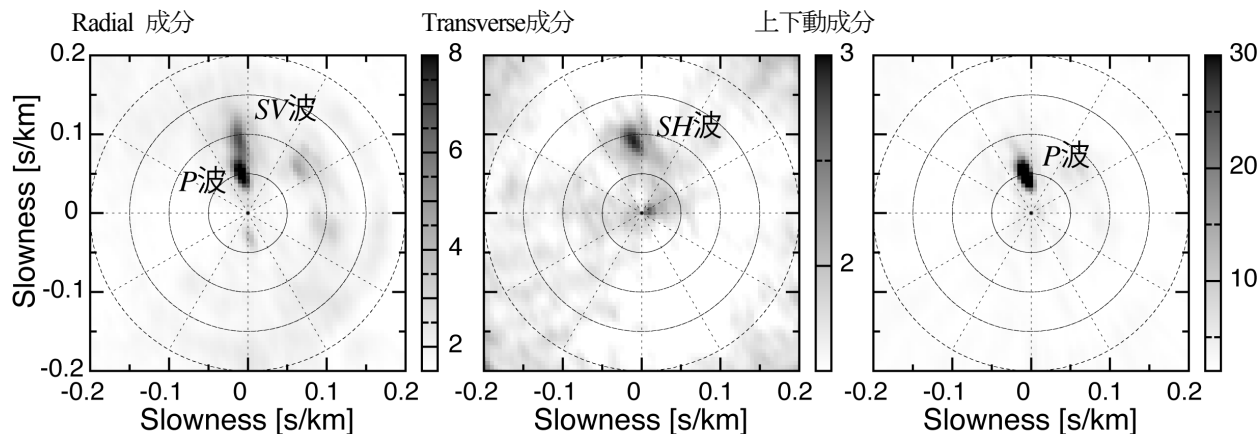 Radial 成分 Transverse成分 上下動成分
0.2 8 3 30
SV波
0.1 SH波
6 P波
P波 20
Slowness [s/km] 0
4
2
-0.1 10
2
-0.2
-0.2 -0.1 0 0.1 0.2 -0.2 -0.1 0 0.1 0.2 -0.2 -0.1 0 0.1 0.2
Slowness [s/km] Slowness [s/km] Slowness [s/km]